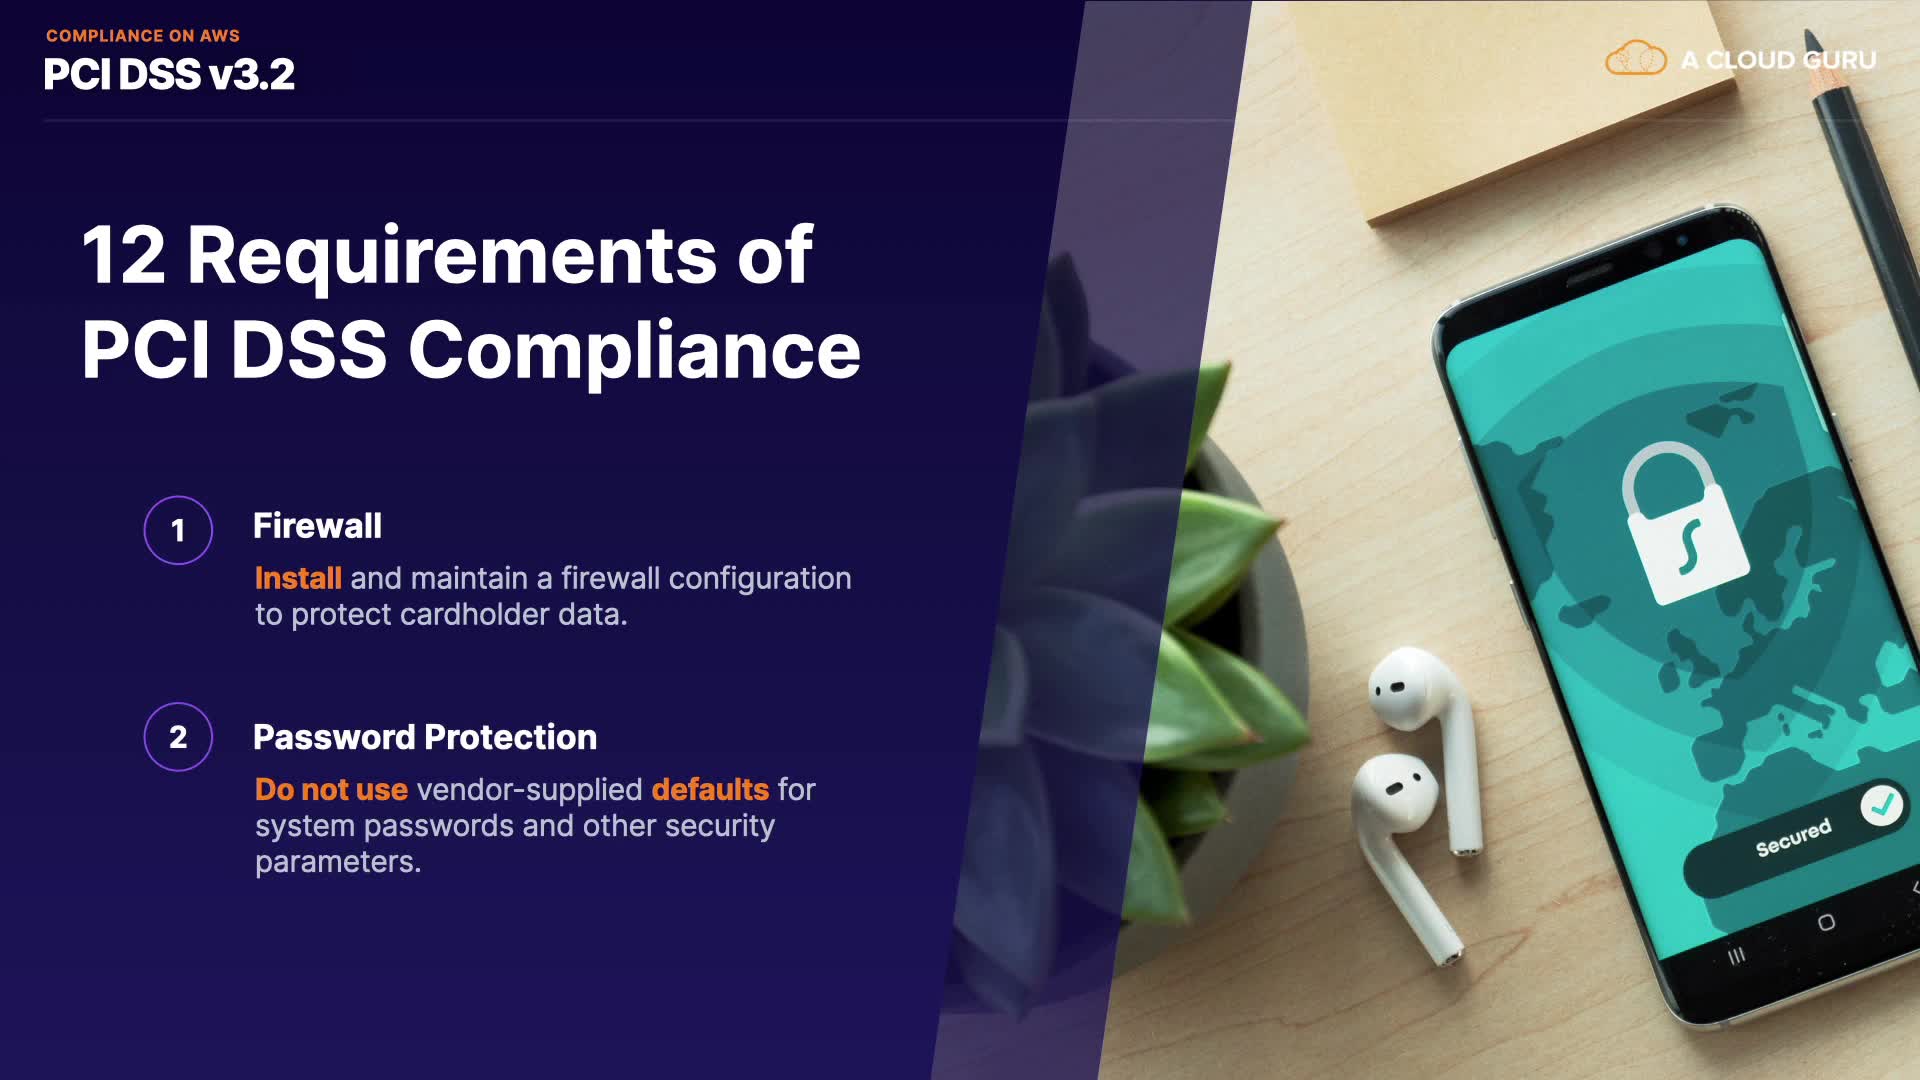 COMPLIANCE ON AWS
PCI DSS v3.2
A CLOUD GURU
12 Requirements of
PCI DSS Compliance
1
Firewall
Install and maintain a firewall configuration
to protect cardholder data.
2
Password Protection
Do not use vendor-supplied defaults for
system passwords and other security
parameters.
Secured